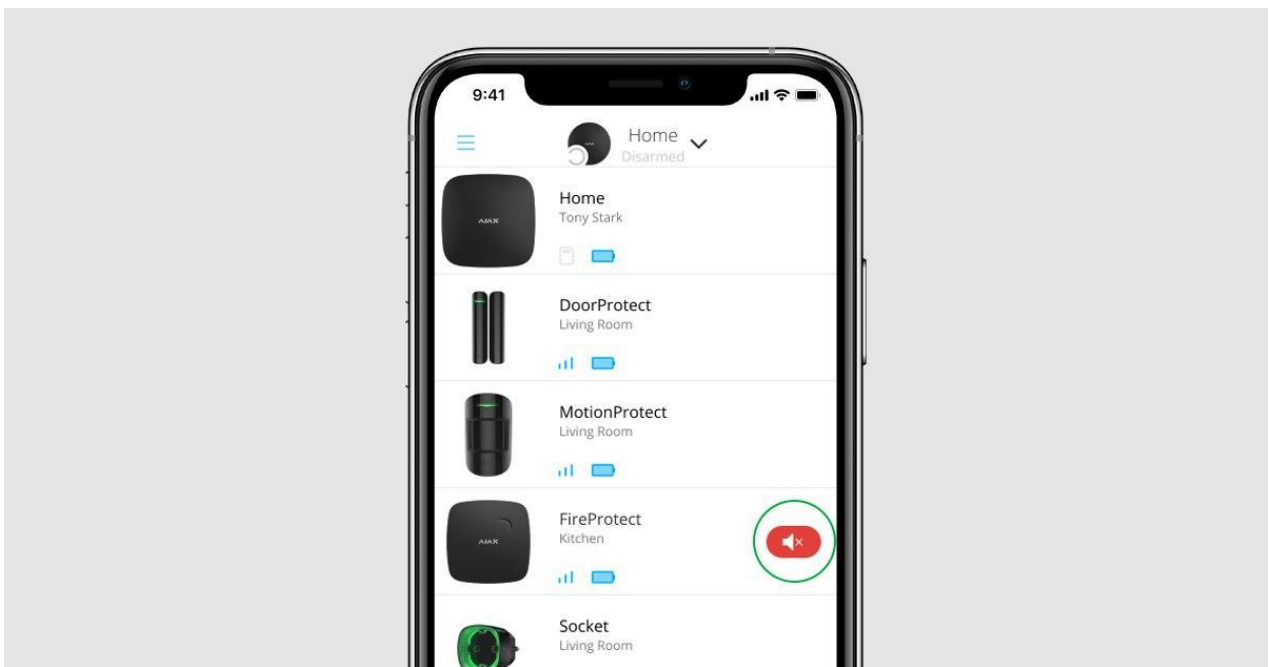 9:41
Home
Disarmed
AJAX
Home
Tony Stark
DoorProtect
Living Room
MotionProtect
Living Room
AJAX
FireProtect
Kitchen
Socket
Living Room